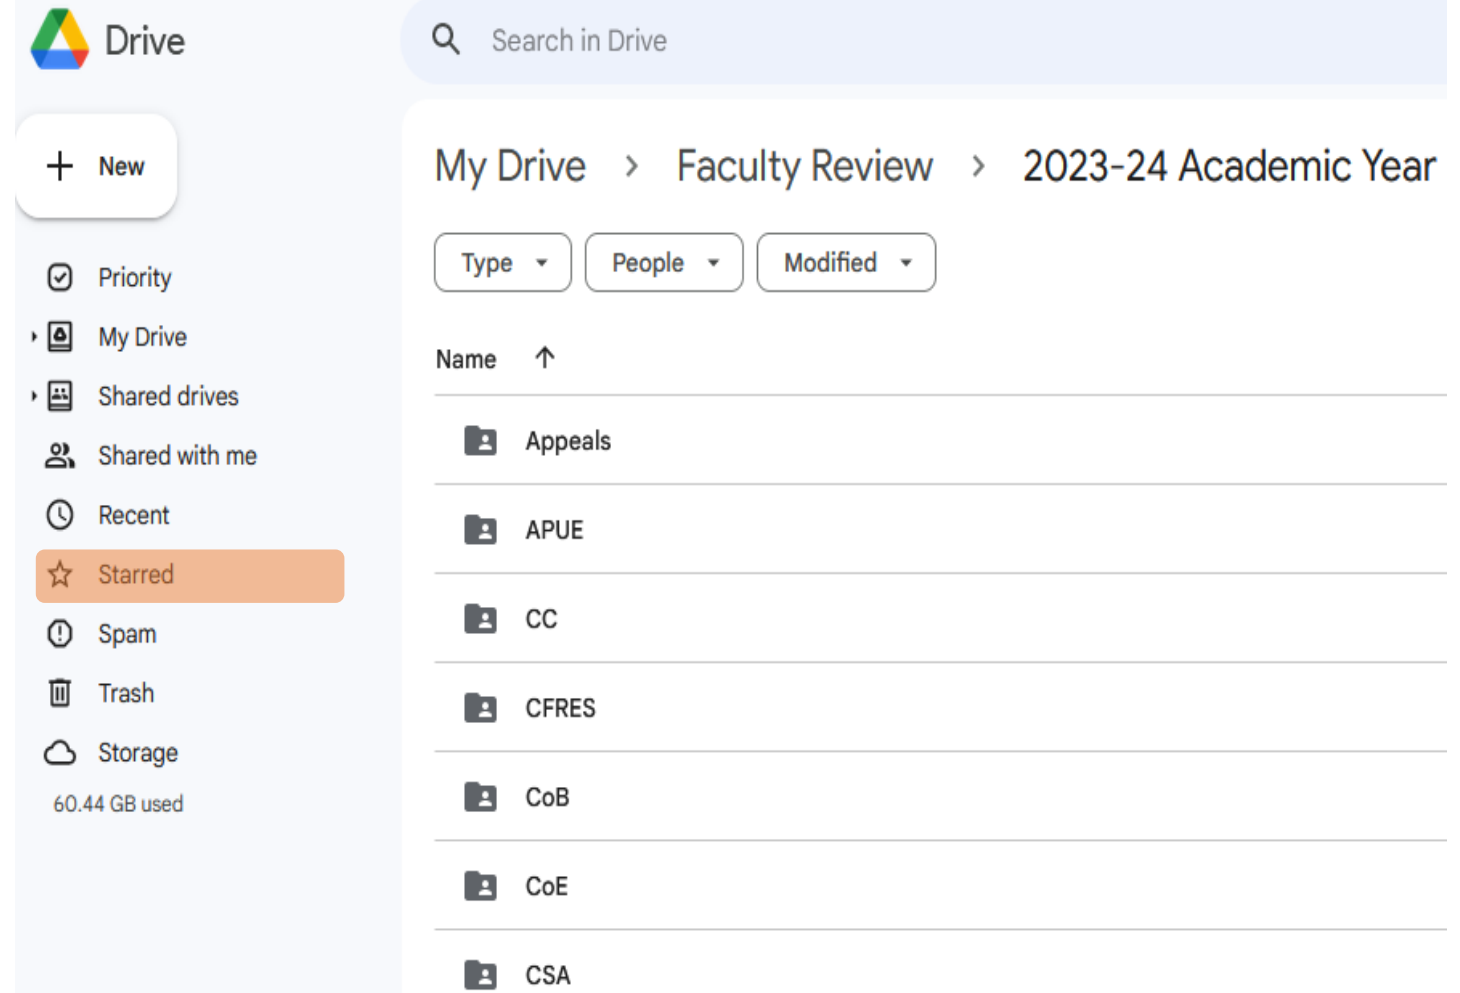 Drive
Search in Drive
New
My Drive > Faculty Review > 2023-24 Academic Year
Type People Modified
Priority
My Drive
Shared drives
Shared with me
Recent
Starred
Spam
Trash
Storage
60.44 GB used
Name
Appeals
APUE
CC
CFRES
CoB
CoE
CSA